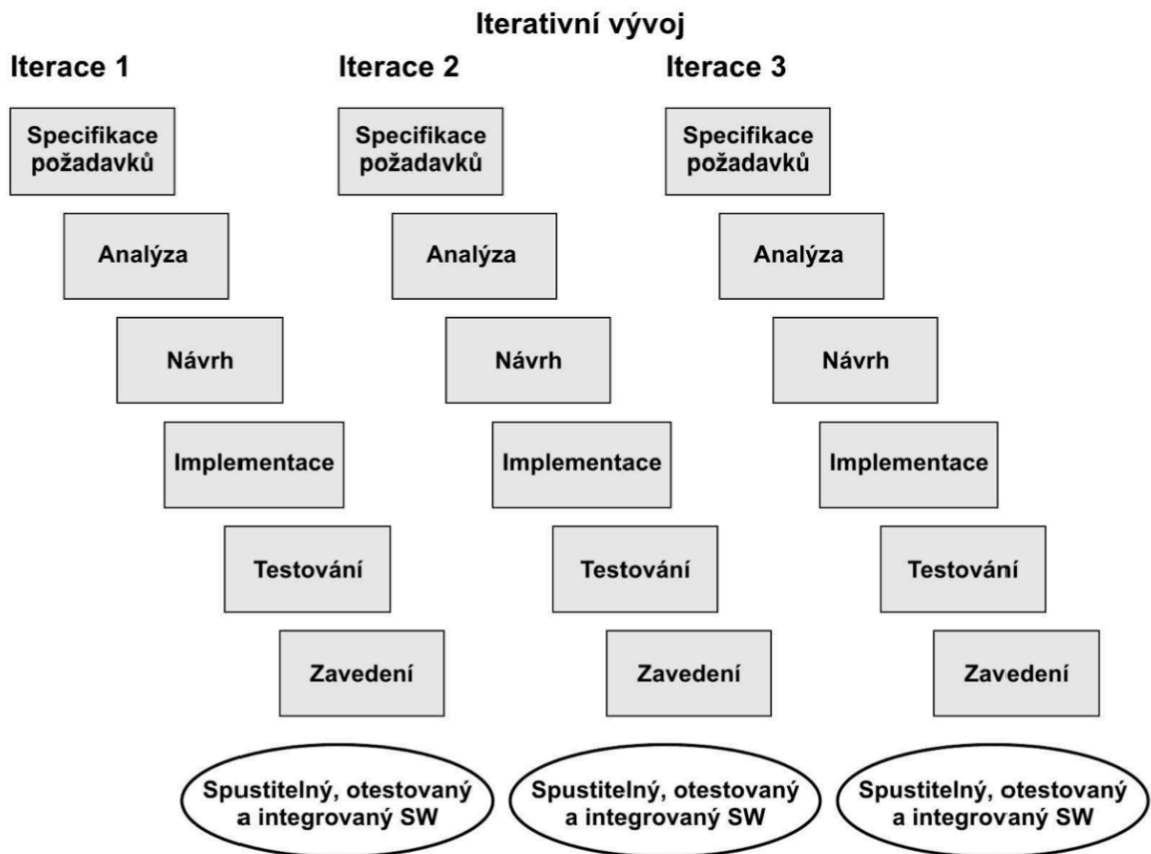 Iterativní vývoj
Iterace 1
Iterace 2
Iterace 3
Specifikace
požadavků
Specifikace
požadavků
Specifikace
požadavků
Analýza
Analýza
Analýza
Návrh
Návrh
Návrh
Implementace
Implementace
Implementace
Testování
Testování
Testování
Zavedení
Zavedení
Zavedení
Spustitelný, otestovaný
a integrovaný SW
Spustitelný, otestovaný
a integrovaný SW
Spustitelný, otestovaný
a integrovaný SW